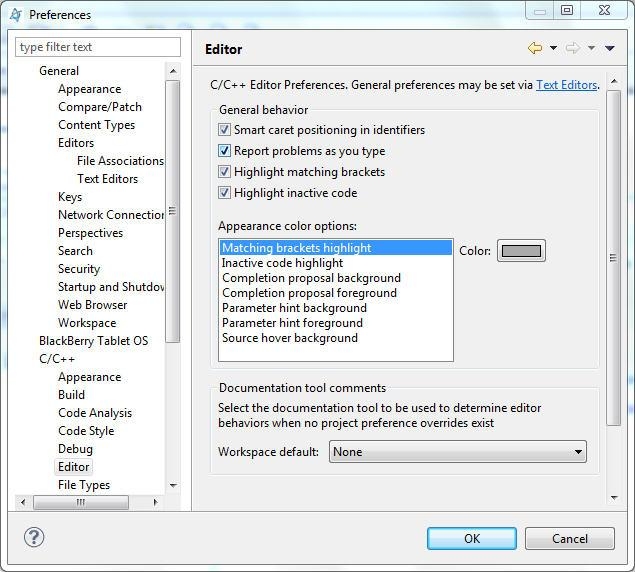 Preferences
type filter text
General
Appearance
Compare/Patch
Content Types
Editors
File Associations
Text Editors
Keys
Network Connection
Perspectives
Search
Security
Startup and Shutdow
Web Browser
Workspace
BlackBerry Tablet OS
C/C++
Appearance
Build
Code Analysis
Code Style
Debug
Editor
File Types
Editor
C/C++ Editor Preferences. General preferences may be set via Text Editors.
General behavior
Smart caret positioning in identifiers
Report problems as you type
Highlight matching brackets
Highlight inactive code
Appearance color options:
Matching brackets highlight
Inactive code highlight
Completion proposal background
Completion proposal foreground
Parameter hint background
Parameter hint foreground
Source hover background
Color:
Documentation tool comments
Select the documentation tool to be used to determine editor
behaviors when no project preference overrides exist
Workspace default: None
OK Cancel